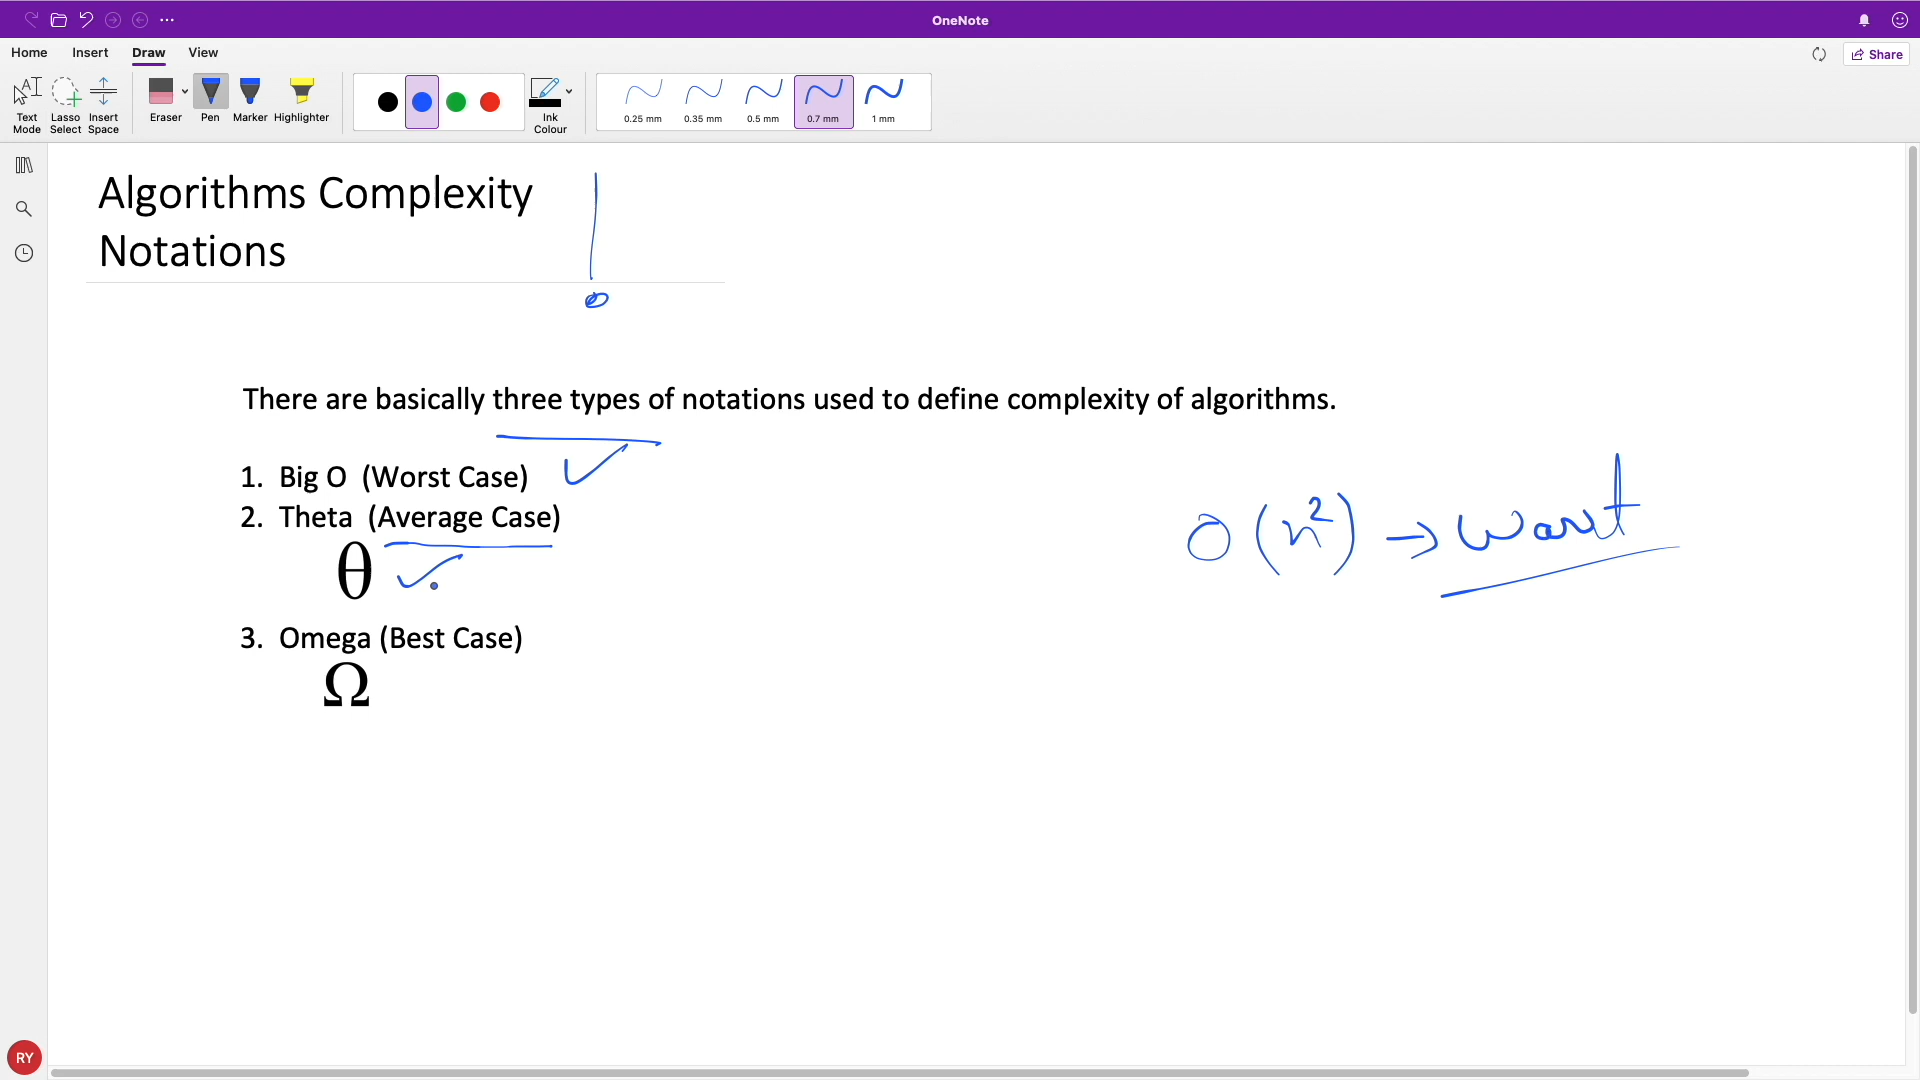 OneNote
Home Insert Draw View
Share
Text Mode
Lasso Select
Insert Space
Eraser
Pen
Marker
Highlighter
Ink Colour
0.25 mm
0.35 mm
0.5 mm
0.7 mm
1 mm
Algorithms Complexity
Notations
There are basically three types of notations used to define complexity of algorithms.
1. Big O (Worst Case)
2. Theta (Average Case)
θ
3. Omega (Best Case)
Ω
O (n²) →
RY